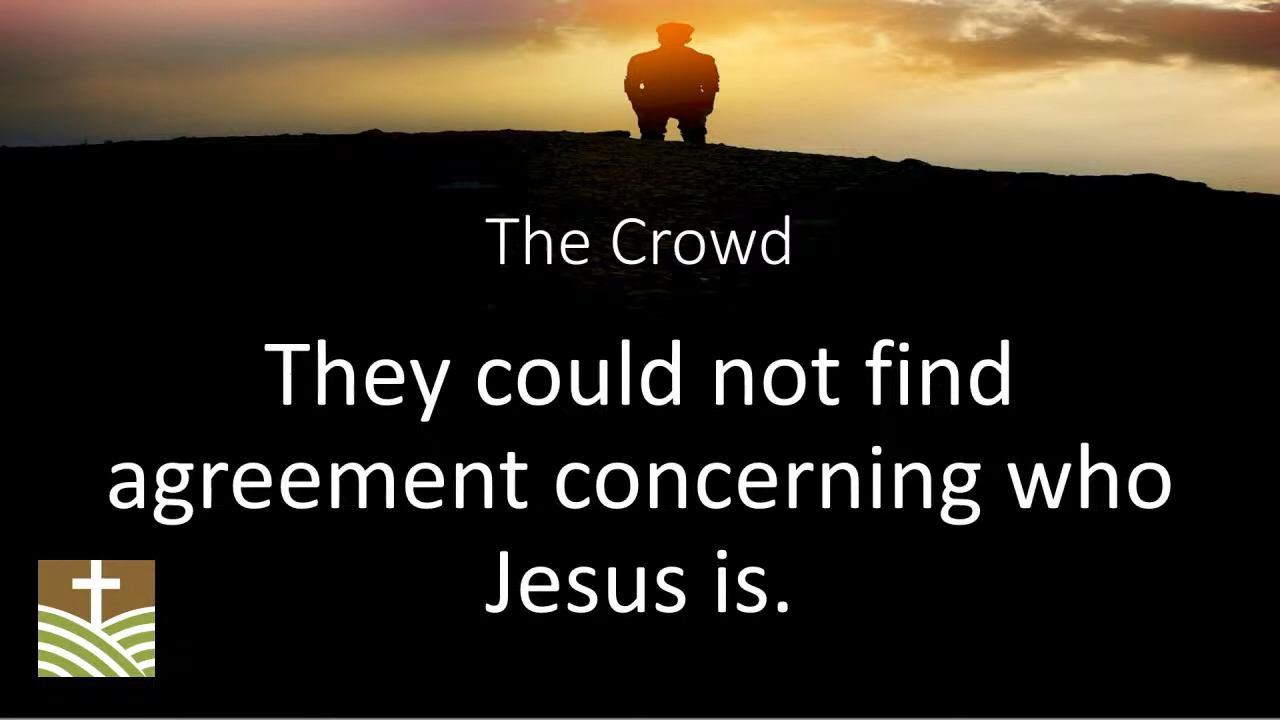 The Crowd
They could not find
agreement concerning who
Jesus is.